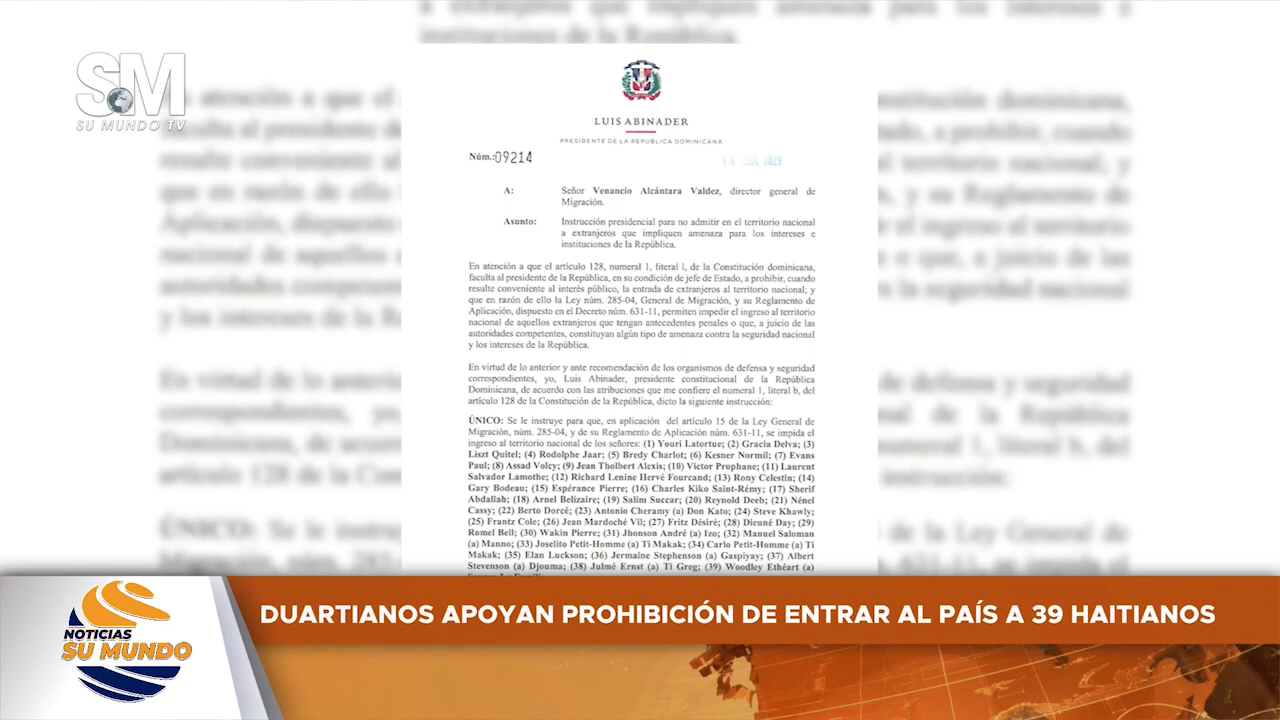 a extranjeros que impliquen amenaza para los intereses e
instituciones de la República.
SM
SU MUNDO TV
LUIS ABINADER
PRESIDENTE DE LA REPÚBLICA DOMINICANA
Núm.:09214
2023
A: Señor Venancio Alcántara Valdez, director general de
Migración.
Asunto: Instrucción presidencial para no admitir en el territorio nacional
a extranjeros que impliquen amenaza para los intereses e
instituciones de la República.
En atención a que el artículo 128, numeral 1, literal l, de la Constitución dominicana,
faculta al presidente de la República, en su condición de jefe de Estado, a prohibir, cuando
resulte conveniente al interés público, la entrada de extranjeros al territorio nacional; y
que en razón de ello la Ley núm. 285-04, General de Migración, y su Reglamento de
Aplicación, dispuesto en el Decreto núm. 631-11, permiten impedir el ingreso al territorio
nacional de aquellos extranjeros que tengan antecedentes penales o que, a juicio de las
autoridades competentes, constituyan algún tipo de amenaza contra la seguridad nacional
y los intereses de la República.
En virtud de lo anterior y ante recomendación de los organismos de defensa y seguridad
correspondientes, yo, Luis Abinader, presidente constitucional de la República
Dominicana, de acuerdo con las atribuciones que me confiere el numeral 1, literal b, del
artículo 128 de la Constitución de la República, dicto la siguiente instrucción:
ÚNICO: Se le instruye para que, en aplicación del artículo 15 de la Ley General de
Migración, núm. 285-04, y de su Reglamento de Aplicación núm. 631-11, se impida el
ingreso al territorio nacional de los señores: (1) Youri Latortue; (2) Gracia Delva; (3)
Liszt Quitel; (4) Rodolphe Jaar; (5) Bredy Charlot; (6) Kesner Normil; (7) Evans
Paul; (8) Assad Volcy; (9) Jean Tholbert Alexis; (10) Victor Prophane; (11) Laurent
Salvador Lamothe; (12) Richard Lenine Hervé Fourcand; (13) Rony Celestin; (14)
Gary Bodeau; (15) Espérance Pierre; (16) Charles Kiko Saint-Rémy; (17) Sherif
Abdallah; (18) Arnel Belizaire; (19) Salim Succar; (20) Reynold Deeb; (21) Nénel
Cassy; (22) Berto Dorcé; (23) Antonio Cheramy (a) Don Kato; (24) Steve Khawly;
(25) Frantz Cole; (26) Jean Mardoché Vil; (27) Fritz Désiré; (28) Dieuné Day; (29)
Romel Bell; (30) Wakin Pierre; (31) Jhonson André (a) Izo; (32) Manuel Saloman
(a) Manno; (33) Joselito Petit-Homme (a) Ti Makak; (34) Carlo Petit-Homme (a) Ti
Makak; (35) Elan Luckson; (36) Jermaine Stephenson (a) Gaspiyay; (37) Albert
Stevenson (a) Djouma; (38) Julmé Ernst (a) Ti Greg; (39) Woodley Ethéart (a)
NOTICIAS
SU MUNDO
DUARTIANOS APOYAN PROHIBICIÓN DE ENTRAR AL PAÍS A 39 HAITIANOS